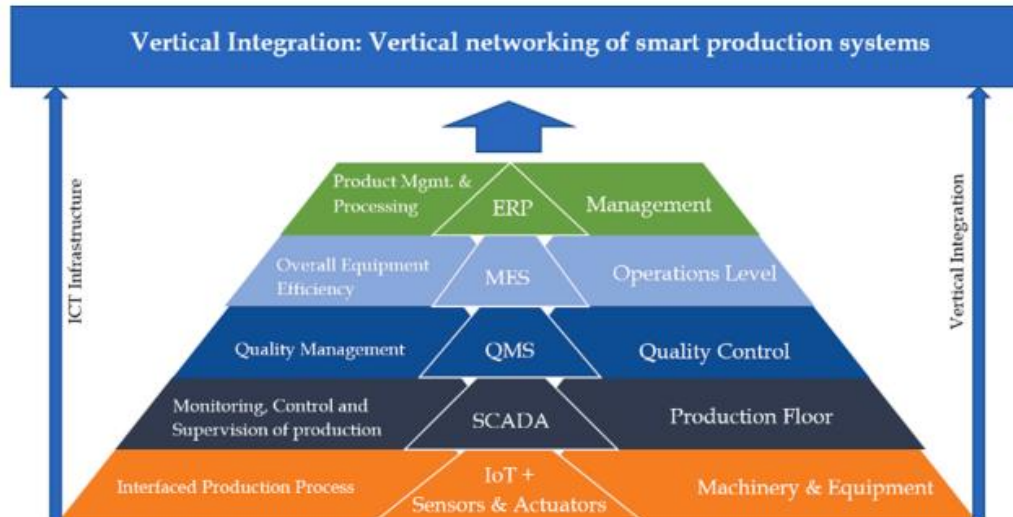 Vertical Integration: Vertical networking of smart production systems
ICT Infrastructure
Vertical Integration
Product Mgmt. &
Processing
ERP
Management
Overall Equipment
Efficiency
MES
Operations Level
Quality Management
QMS
Quality Control
Monitoring, Control and
Supervision of production
SCADA
Production Floor
Interfaced Production Process
IoT +
Sensors & Actuators
Machinery & Equipment